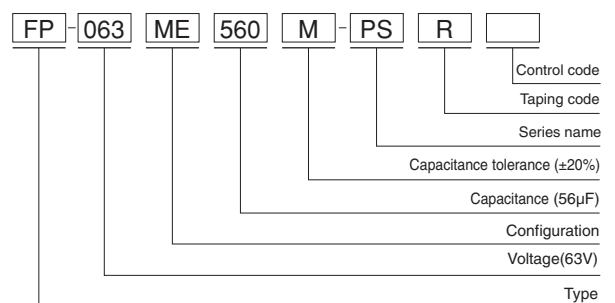 FP-063 ME 560 M-PS R
Control code
Taping code
Series name
Capacitance tolerance (±20%)
Capacitance (56µF)
Configuration
Voltage(63V)
Type